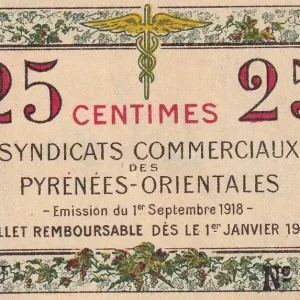 25 CENTIMES 25
SYNDICATS COMMERCIAUX
DES
PYRÉNÉES-ORIENTALES
- Emission du 1er Septembre 1918 -
LLET REMBOURSABLE DÈS LE 1er JANVIER 19
No